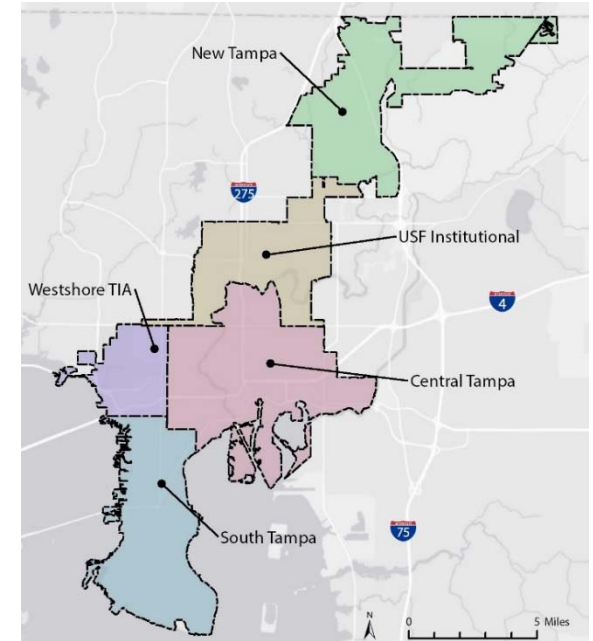 New Tampa
275
USF Institutional
Westshore TIA
4
Central Tampa
South Tampa
75
N
0 5 Miles